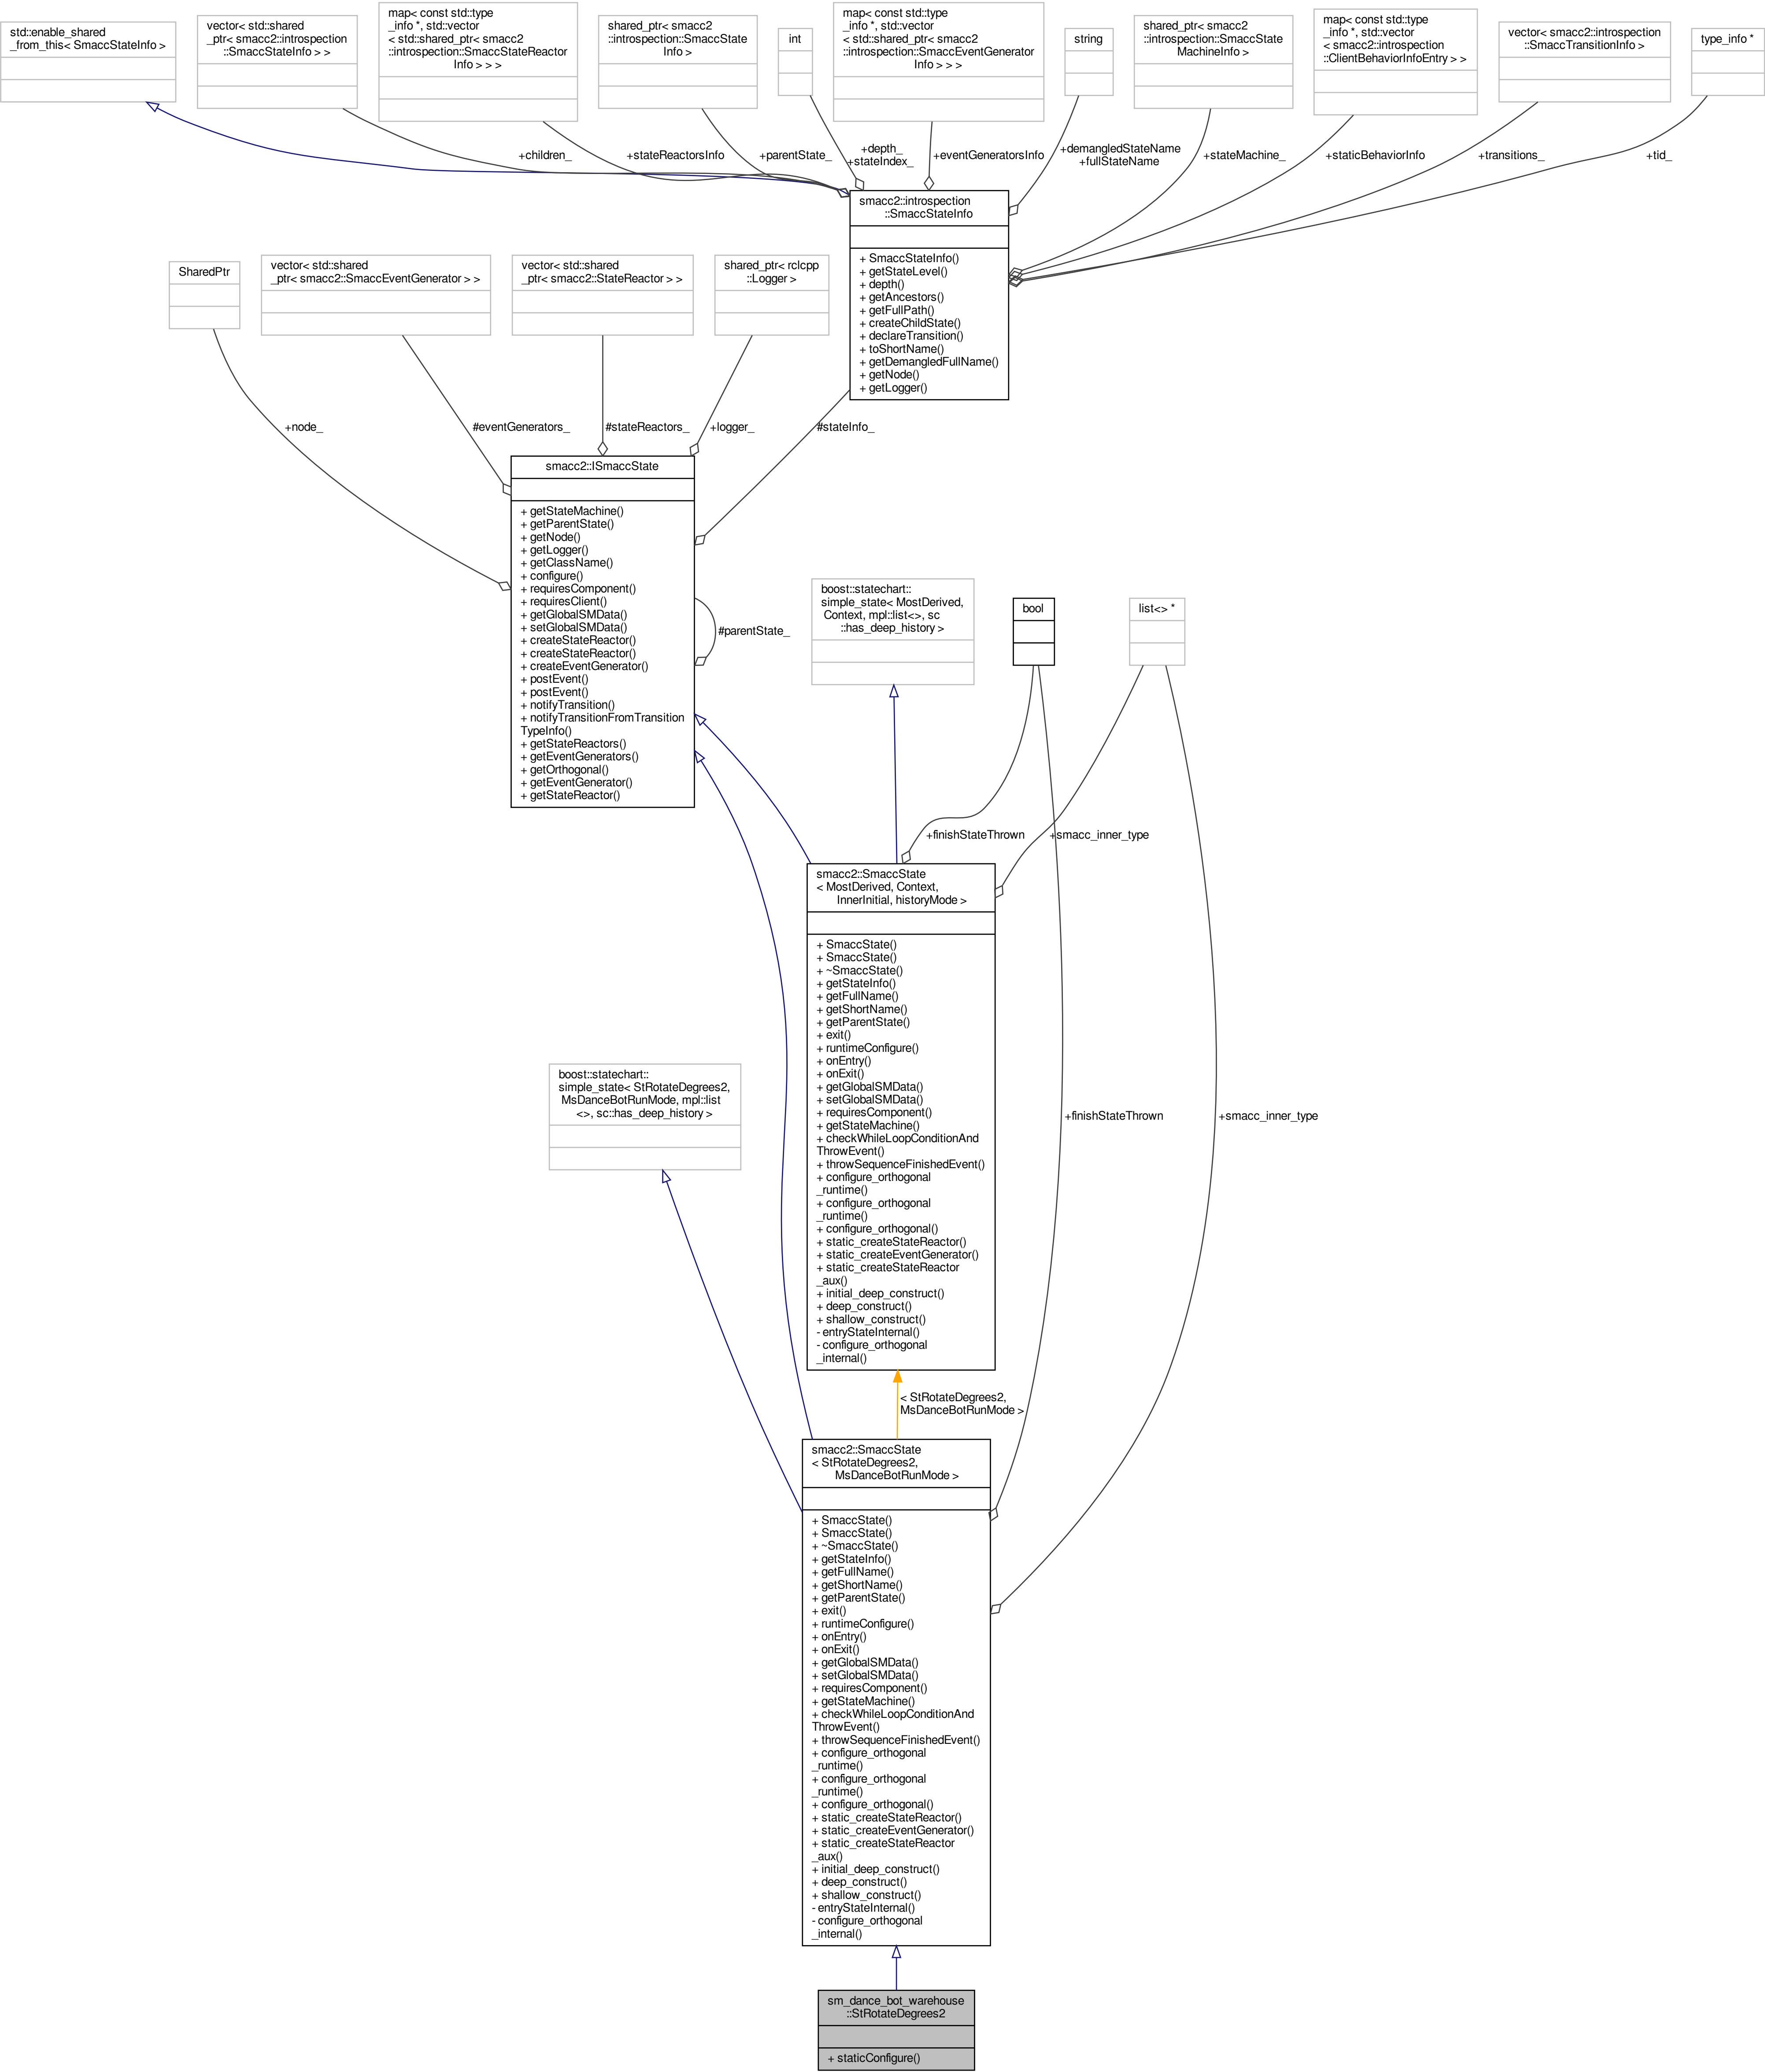 std::enable_shared
_from_this< SmaccStateInfo >
vector< std::shared
_ptr< smacc2::introspection
::SmaccStateInfo > >
map< const std::type
_info *, std::vector
< std::shared_ptr< smacc2
::introspection::SmaccStateReactor
Info > > >
shared_ptr< smacc2
::introspection::SmaccState
Info >
int
map< const std::type
_info *, std::vector
< std::shared_ptr< smacc2
::introspection::SmaccEventGenerator
Info > > >
string
shared_ptr< smacc2
::introspection::SmaccState
MachineInfo >
map< const std::type
_info *, std::vector
< smacc2::introspection
::ClientBehaviorInfoEntry > >
vector< smacc2::introspection
::SmaccTransitionInfo >
type_info *
+children_
+stateReactorsInfo
+parentState_
+depth_
+stateIndex_
+eventGeneratorsInfo
+demangledStateName
+fullStateName
+stateMachine_
+staticBehaviorInfo
+transitions_
+tid_
smacc2::introspection
::SmaccStateInfo
+ SmaccStateInfo()
+ getStateLevel()
+ depth()
+ getAncestors()
+ getFullPath()
+ createChildState()
+ declareTransition()
+ toShortName()
+ getDemangledFullName()
+ getNode()
+ getLogger()
SharedPtr
vector< std::shared
_ptr< smacc2::SmaccEventGenerator > >
vector< std::shared
_ptr< smacc2::StateReactor > >
shared_ptr< rclcpp
::Logger >
+node_
#eventGenerators_
#stateReactors_
+logger_
#stateInfo_
smacc2::ISmaccState
+ getStateMachine()
+ getParentState()
+ getNode()
+ getLogger()
+ getClassName()
+ configure()
+ requiresComponent()
+ requiresClient()
+ getGlobalSMData()
+ setGlobalSMData()
+ createStateReactor()
+ createStateReactor()
+ createEventGenerator()
+ postEvent()
+ postEvent()
+ notifyTransition()
+ notifyTransitionFromTransition
TypeInfo()
+ getStateReactors()
+ getEventGenerators()
+ getOrthogonal()
+ getEventGenerator()
+ getStateReactor()
#parentState_
boost::statechart::
simple_state< MostDerived,
Context, mpl::list<>, sc
::has_deep_history >
bool
list<> *
+finishStateThrown
+smacc_inner_type
smacc2::SmaccState
< MostDerived, Context,
InnerInitial, historyMode >
+ SmaccState()
+ SmaccState()
+ ~SmaccState()
+ getStateInfo()
+ getFullName()
+ getShortName()
+ getParentState()
+ exit()
+ runtimeConfigure()
+ onEntry()
+ onExit()
+ getGlobalSMData()
+ setGlobalSMData()
+ requiresComponent()
+ getStateMachine()
+ checkWhileLoopConditionAnd
ThrowEvent()
+ throwSequenceFinishedEvent()
+ configure_orthogonal
_runtime()
+ configure_orthogonal
_runtime()
+ configure_orthogonal()
+ static_createStateReactor()
+ static_createEventGenerator()
+ static_createStateReactor
_aux()
+ initial_deep_construct()
+ deep_construct()
+ shallow_construct()
- entryStateInternal()
- configure_orthogonal
_internal()
boost::statechart::
simple_state< StRotateDegrees2,
MsDanceBotRunMode, mpl::list
<>, sc::has_deep_history >
+finishStateThrown
+smacc_inner_type
< StRotateDegrees2,
MsDanceBotRunMode >
smacc2::SmaccState
< StRotateDegrees2,
MsDanceBotRunMode >
+ SmaccState()
+ SmaccState()
+ ~SmaccState()
+ getStateInfo()
+ getFullName()
+ getShortName()
+ getParentState()
+ exit()
+ runtimeConfigure()
+ onEntry()
+ onExit()
+ getGlobalSMData()
+ setGlobalSMData()
+ requiresComponent()
+ getStateMachine()
+ checkWhileLoopConditionAnd
ThrowEvent()
+ throwSequenceFinishedEvent()
+ configure_orthogonal
_runtime()
+ configure_orthogonal
_runtime()
+ configure_orthogonal()
+ static_createStateReactor()
+ static_createEventGenerator()
+ static_createStateReactor
_aux()
+ initial_deep_construct()
+ deep_construct()
+ shallow_construct()
- entryStateInternal()
- configure_orthogonal
_internal()
sm_dance_bot_warehouse
::StRotateDegrees2
+ staticConfigure()